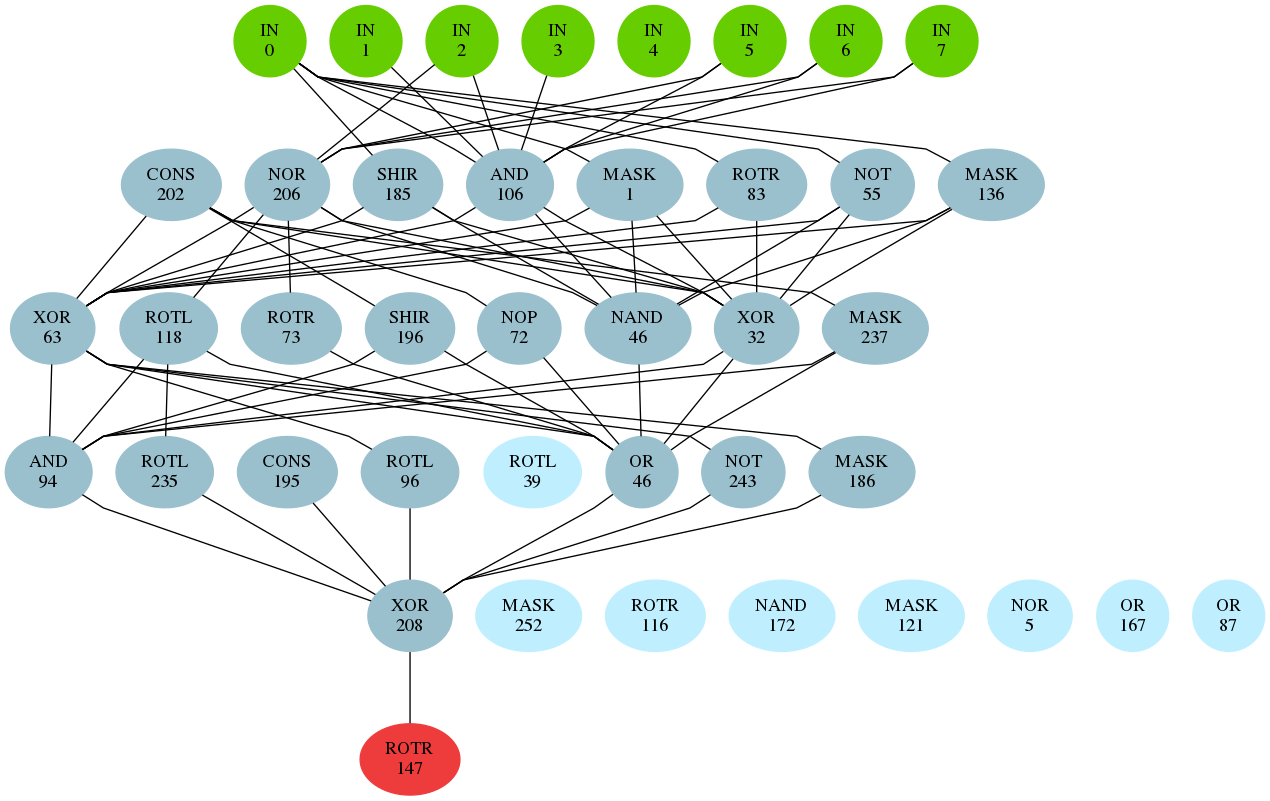 IN
0
IN
1
IN
2
IN
3
IN
4
IN
5
IN
6
IN
7
CONS
202
NOR
206
SHIR
185
AND
106
MASK
1
ROTR
83
NOT
55
MASK
136
XOR
63
ROTL
118
ROTR
73
SHIR
196
NOP
72
NAND
46
XOR
32
MASK
237
AND
94
ROTL
235
CONS
195
ROTL
96
ROTL
39
OR
46
NOT
243
MASK
186
XOR
208
MASK
252
ROTR
116
NAND
172
MASK
121
NOR
5
OR
167
OR
87
ROTR
147